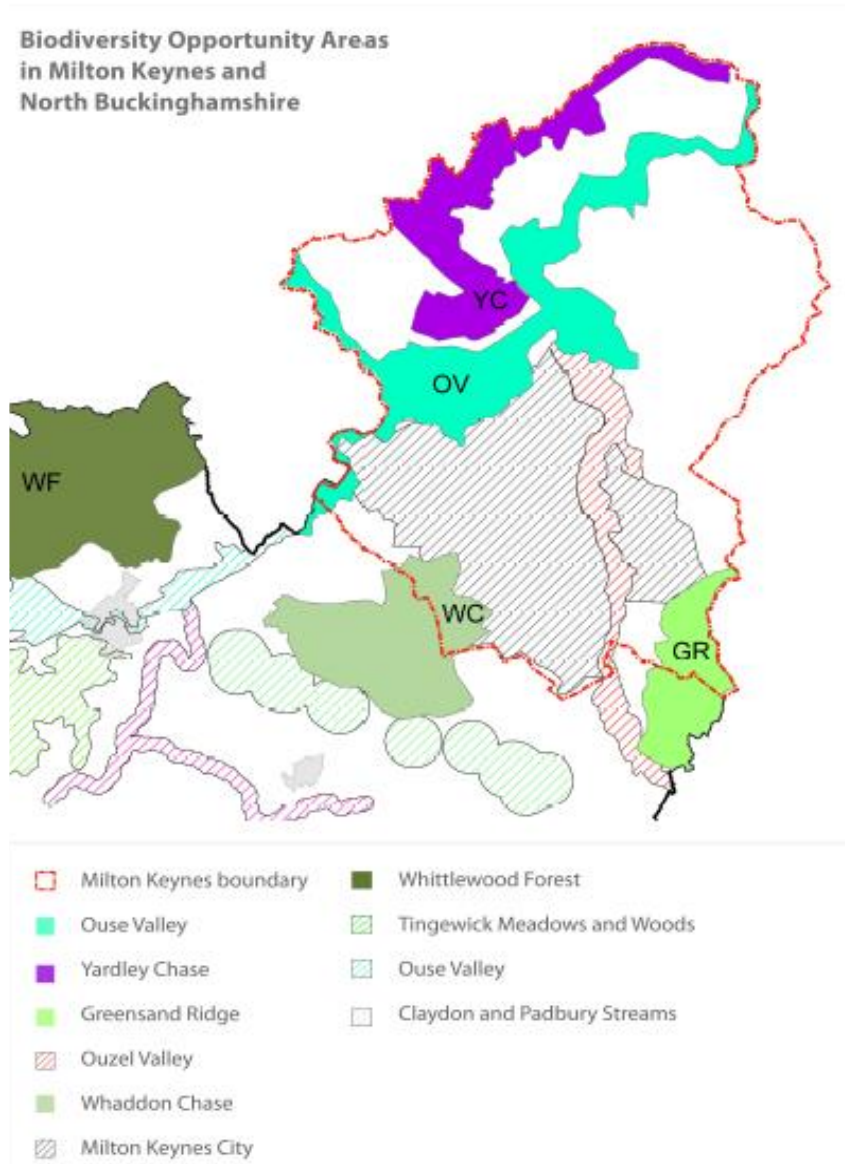 Biodiversity Opportunity Areas
in Milton Keynes and
North Buckinghamshire
YC
OV
WF
WC
GR
Milton Keynes boundary
Ouse Valley
Yardley Chase
Greensand Ridge
Ouzel Valley
Whaddon Chase
Milton Keynes City
Whittlewood Forest
Tingewick Meadows and Woods
Ouse Valley
Claydon and Padbury Streams